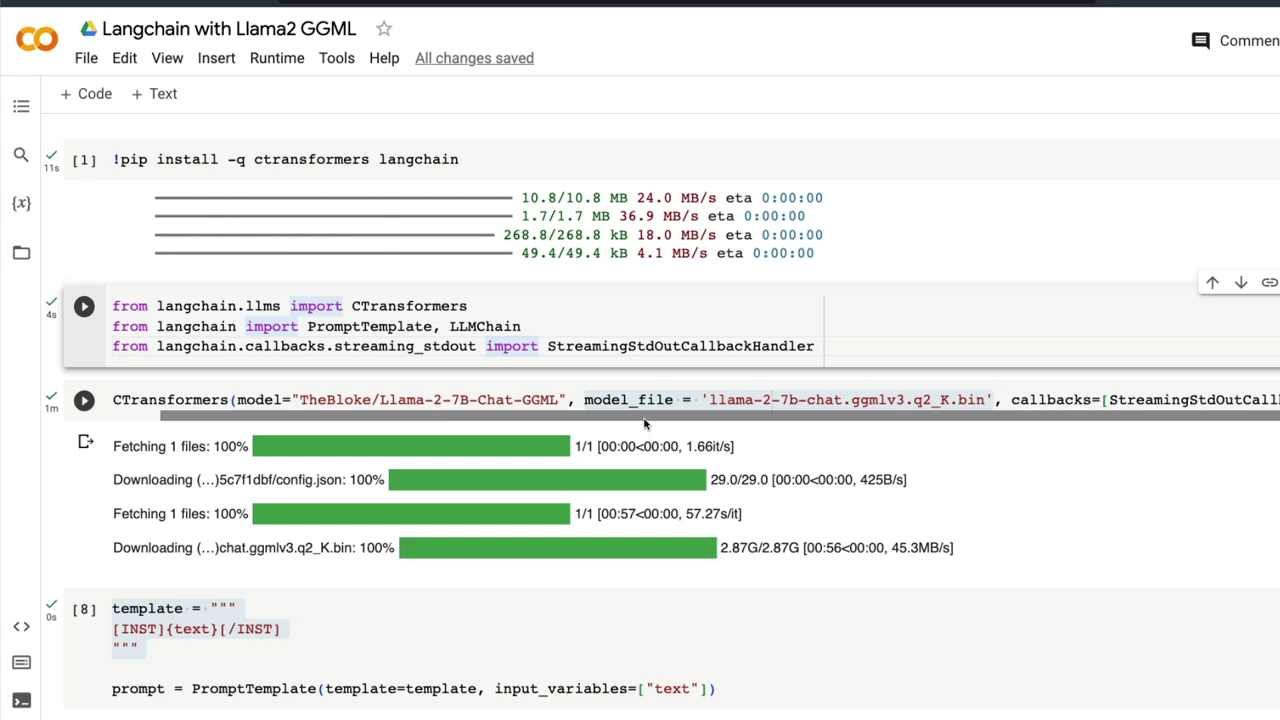 Langchain with Llama2 GGML
File Edit View Insert Runtime Tools Help All changes saved
Commen
+ Code + Text
[1] !pip install -q ctransformers langchain
11s
10.8/10.8 MB 24.0 MB/s eta 0:00:00
1.7/1.7 MB 36.9 MB/s eta 0:00:00
268.8/268.8 kB 18.0 MB/s eta 0:00:00
49.4/49.4 kB 4.1 MB/s eta 0:00:00
{x}
4s
from langchain.llms import CTransformers
from langchain import PromptTemplate, LLMChain
from langchain.callbacks.streaming_stdout import StreamingStdOutCallbackHandler
1m
CTransformers(model="TheBloke/Llama-2-7B-Chat-GGML", model_file = 'llama-2-7b-chat.ggmlv3.q2_K.bin', callbacks=[StreamingStdOutCall
Fetching 1 files: 100% 1/1 [00:00<00:00, 1.66it/s]
Downloading (…)5c7f1dbf/config.json: 100% 29.0/29.0 [00:00<00:00, 425B/s]
Fetching 1 files: 100% 1/1 [00:57<00:00, 57.27s/it]
Downloading (…)chat.ggmlv3.q2_K.bin: 100% 2.87G/2.87G [00:56<00:00, 45.3MB/s]
0s
[8] template = """
[INST]{text}[/INST]
"""
prompt = PromptTemplate(template=template, input_variables=["text"])